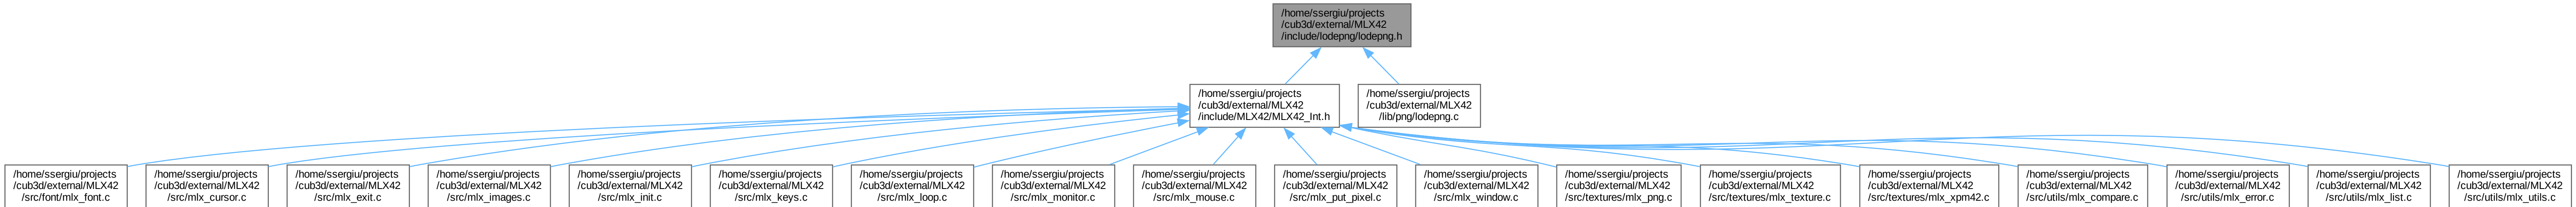 /home/ssergiu/projects
/cub3d/external/MLX42
/include/lodepng/lodepng.h
/home/ssergiu/projects
/cub3d/external/MLX42
/include/MLX42/MLX42_Int.h
/home/ssergiu/projects
/cub3d/external/MLX42
/lib/png/lodepng.c
/home/ssergiu/projects
/cub3d/external/MLX42
/src/font/mlx_font.c
/home/ssergiu/projects
/cub3d/external/MLX42
/src/mlx_cursor.c
/home/ssergiu/projects
/cub3d/external/MLX42
/src/mlx_exit.c
/home/ssergiu/projects
/cub3d/external/MLX42
/src/mlx_images.c
/home/ssergiu/projects
/cub3d/external/MLX42
/src/mlx_init.c
/home/ssergiu/projects
/cub3d/external/MLX42
/src/mlx_keys.c
/home/ssergiu/projects
/cub3d/external/MLX42
/src/mlx_loop.c
/home/ssergiu/projects
/cub3d/external/MLX42
/src/mlx_monitor.c
/home/ssergiu/projects
/cub3d/external/MLX42
/src/mlx_mouse.c
/home/ssergiu/projects
/cub3d/external/MLX42
/src/mlx_put_pixel.c
/home/ssergiu/projects
/cub3d/external/MLX42
/src/mlx_window.c
/home/ssergiu/projects
/cub3d/external/MLX42
/src/textures/mlx_png.c
/home/ssergiu/projects
/cub3d/external/MLX42
/src/textures/mlx_texture.c
/home/ssergiu/projects
/cub3d/external/MLX42
/src/textures/mlx_xpm42.c
/home/ssergiu/projects
/cub3d/external/MLX42
/src/utils/mlx_compare.c
/home/ssergiu/projects
/cub3d/external/MLX42
/src/utils/mlx_error.c
/home/ssergiu/projects
/cub3d/external/MLX42
/src/utils/mlx_list.c
/home/ssergiu/projects
/cub3d/external/MLX42
/src/utils/mlx_utils.c